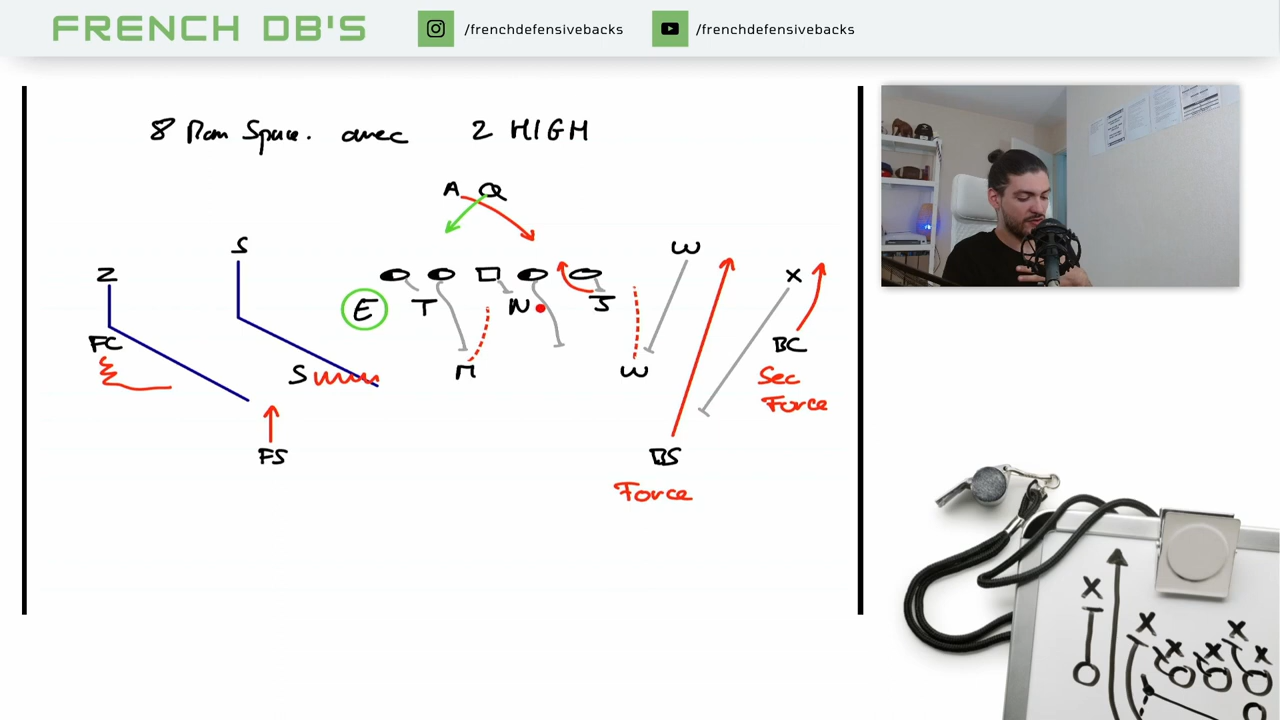 FRENCH DB'S
/frenchdefensivebacks
/frenchdefensivebacks
8 Man Space. avec 2 HIGH
A Q
S W
Z X
E T N J
FC BC
S M W
Sec
Force
FS BS
Force
X
X X X X X